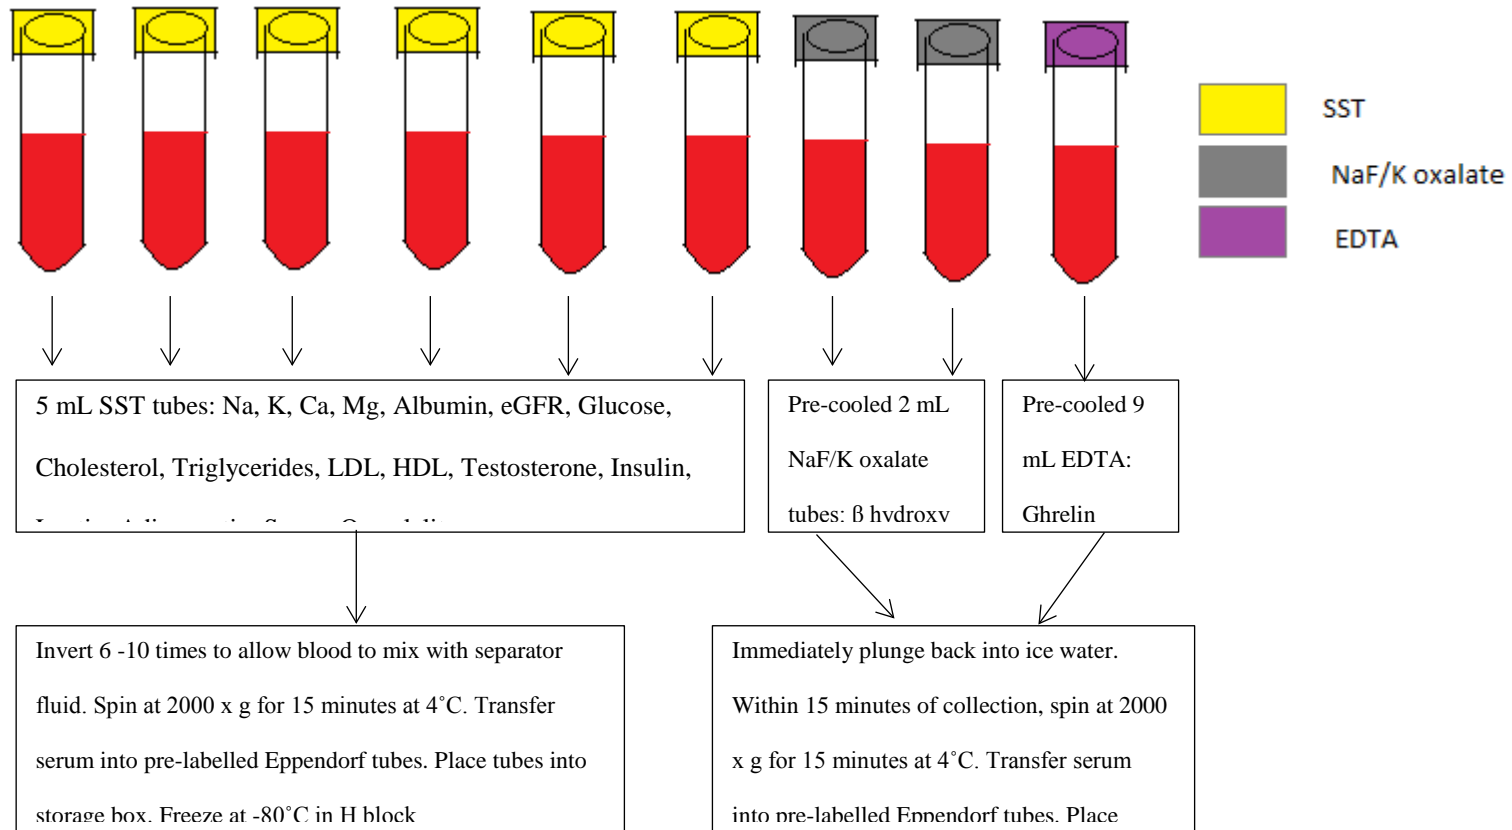 SST
NaF/K oxalate
EDTA
5 mL SST tubes: Na, K, Ca, Mg, Albumin, eGFR, Glucose,
Cholesterol, Triglycerides, LDL, HDL, Testosterone, Insulin,
Pre-cooled 2 mL
NaF/K oxalate
tubes: β hydroxy
Pre-cooled 9
mL EDTA:
Ghrelin
Invert 6 -10 times to allow blood to mix with separator
fluid. Spin at 2000 x g for 15 minutes at 4˚C. Transfer
serum into pre-labelled Eppendorf tubes. Place tubes into
storage box. Freeze at -80˚C in H block
Immediately plunge back into ice water.
Within 15 minutes of collection, spin at 2000
x g for 15 minutes at 4˚C. Transfer serum
into pre-labelled Eppendorf tubes. Place